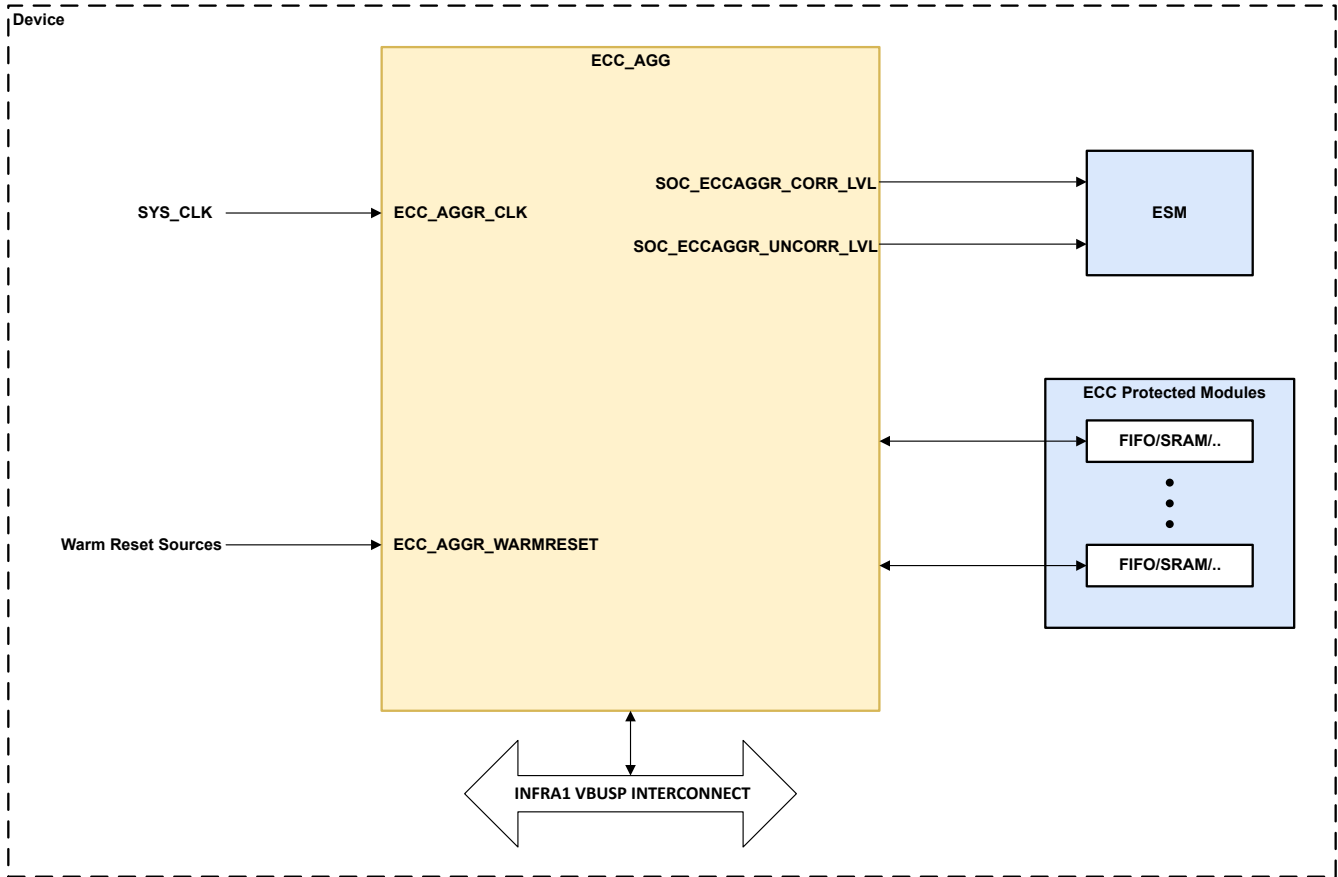 Device
ECC_AGG
SOC_ECCAGGR_CORR_LVL
ESM
SYS_CLK
ECC_AGGR_CLK
SOC_ECCAGGR_UNCORR_LVL
ECC Protected Modules
FIFO/SRAM/..
Warm Reset Sources
ECC_AGGR_WARMRESET
FIFO/SRAM/..
INFRA1 VBUSP INTERCONNECT